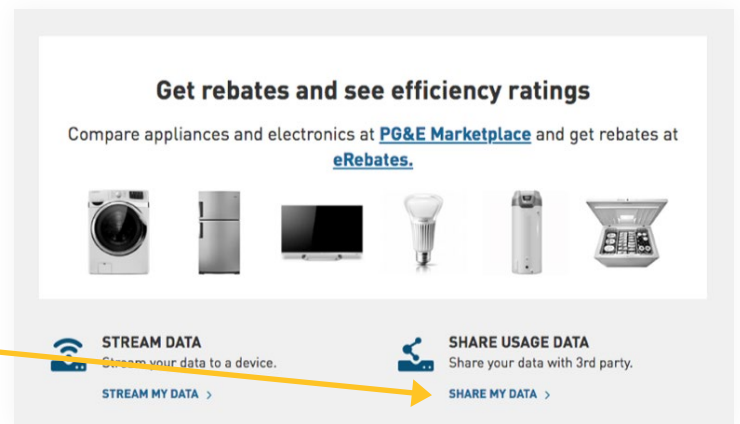 Get rebates and see efficiency ratings
Compare appliances and electronics at PG&E Marketplace and get rebates at
eRebates.
STREAM DATA
Stream your data to a device.
STREAM MY DATA >
SHARE USAGE DATA
Share your data with 3rd party.
SHARE MY DATA >